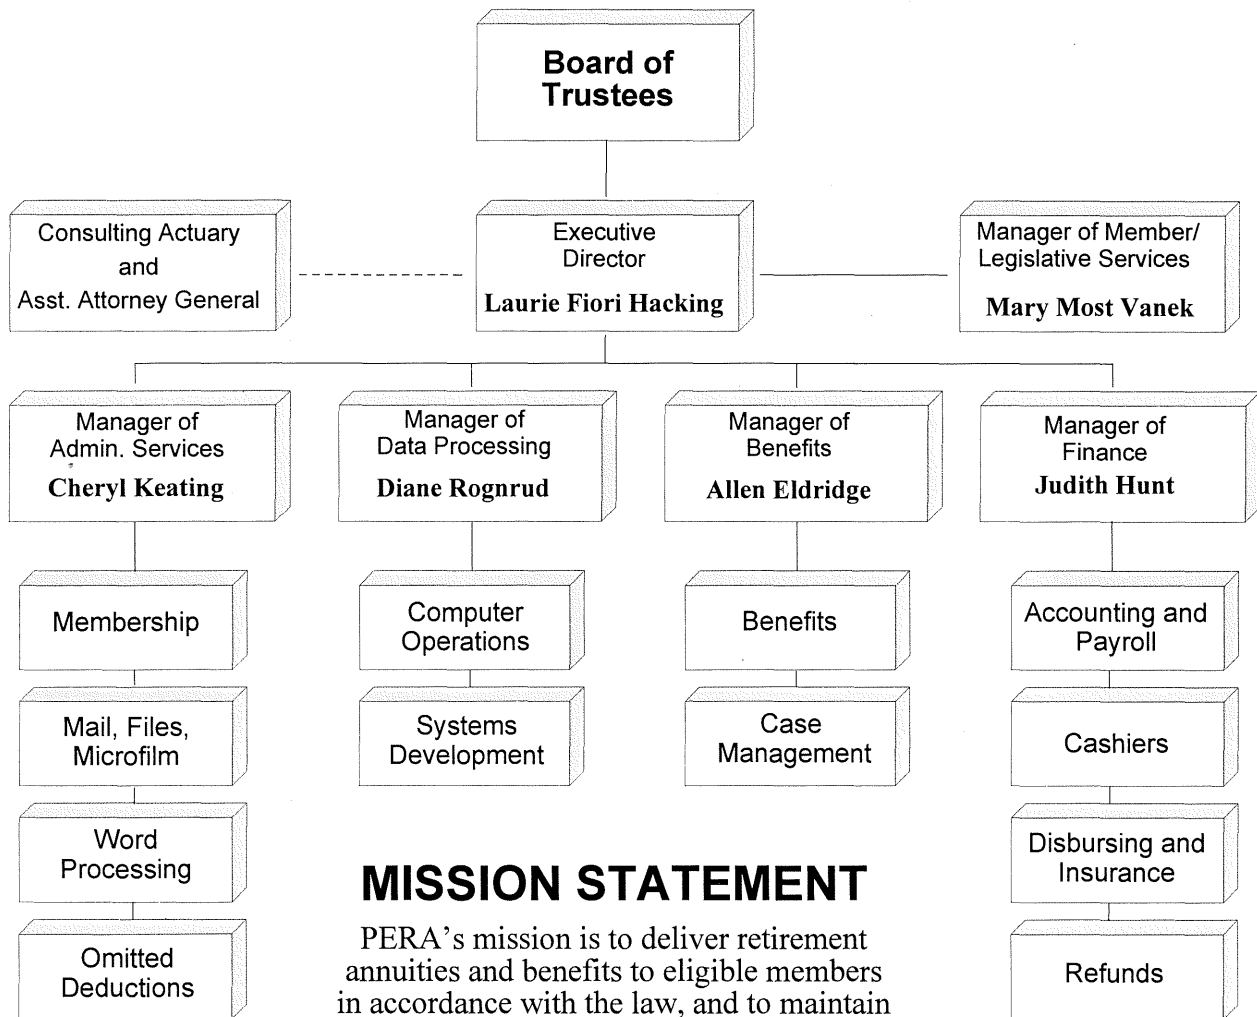 Board of
Trustees
Consulting Actuary
and
Asst. Attorney General
Executive
Director
Laurie Fiori Hacking
Manager of Member/
Legislative Services
Mary Most Vanek
Manager of
Admin. Services
Cheryl Keating
Manager of
Data Processing
Diane Rognrud
Manager of
Benefits
Allen Eldridge
Manager of
Finance
Judith Hunt
Membership
Mail, Files,
Microfilm
Word
Processing
Omitted
Deductions
Computer
Operations
Systems
Development
Benefits
Case
Management
Accounting and
Payroll
Cashiers
Disbursing and
Insurance
Refunds
MISSION STATEMENT
PERA's mission is to deliver retirement
annuities and benefits to eligible members
in accordance with the law, and to maintain